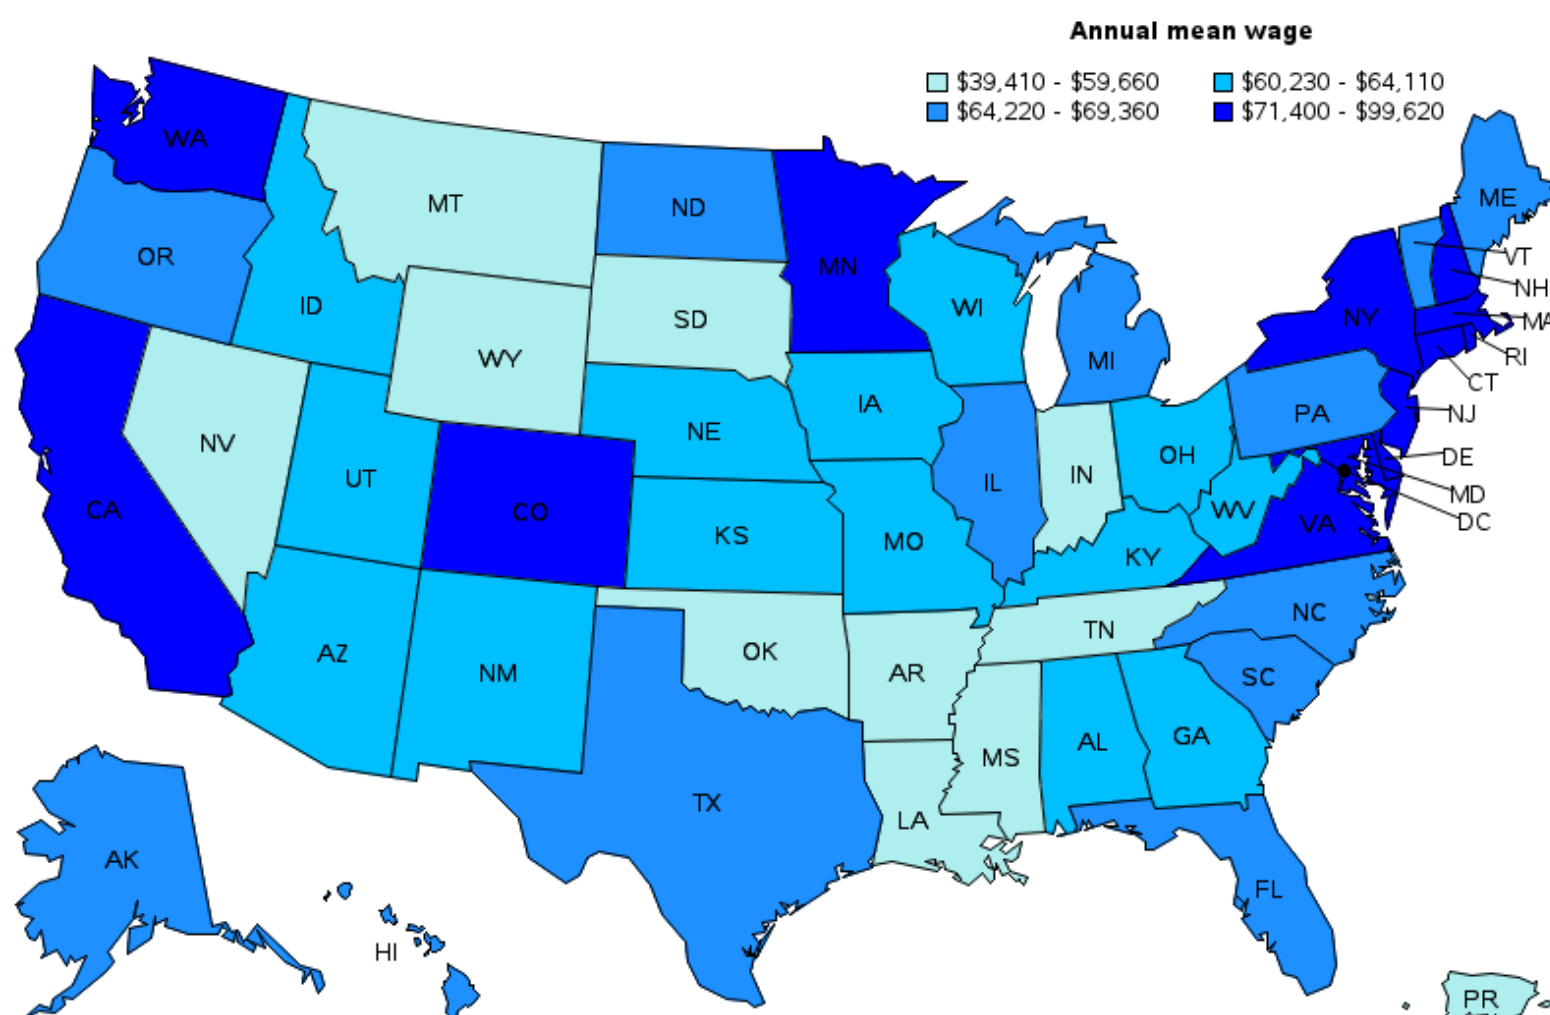 Annual mean wage
$39,410 - $59,660
$60,230 - $64,110
$64,220 - $69,360
$71,400 - $99,620
WA
MT
ND
MN
ME
OR
ID
SD
WI
VT
NH
WY
MI
NY
MA
RI
CT
NV
UT
NE
IA
PA
NJ
CA
CO
KS
MO
IL
IN
OH
WV
VA
DE
MD
DC
KY
AZ
NM
OK
AR
TN
NC
SC
TX
LA
MS
AL
GA
AK
HI
FL
PR